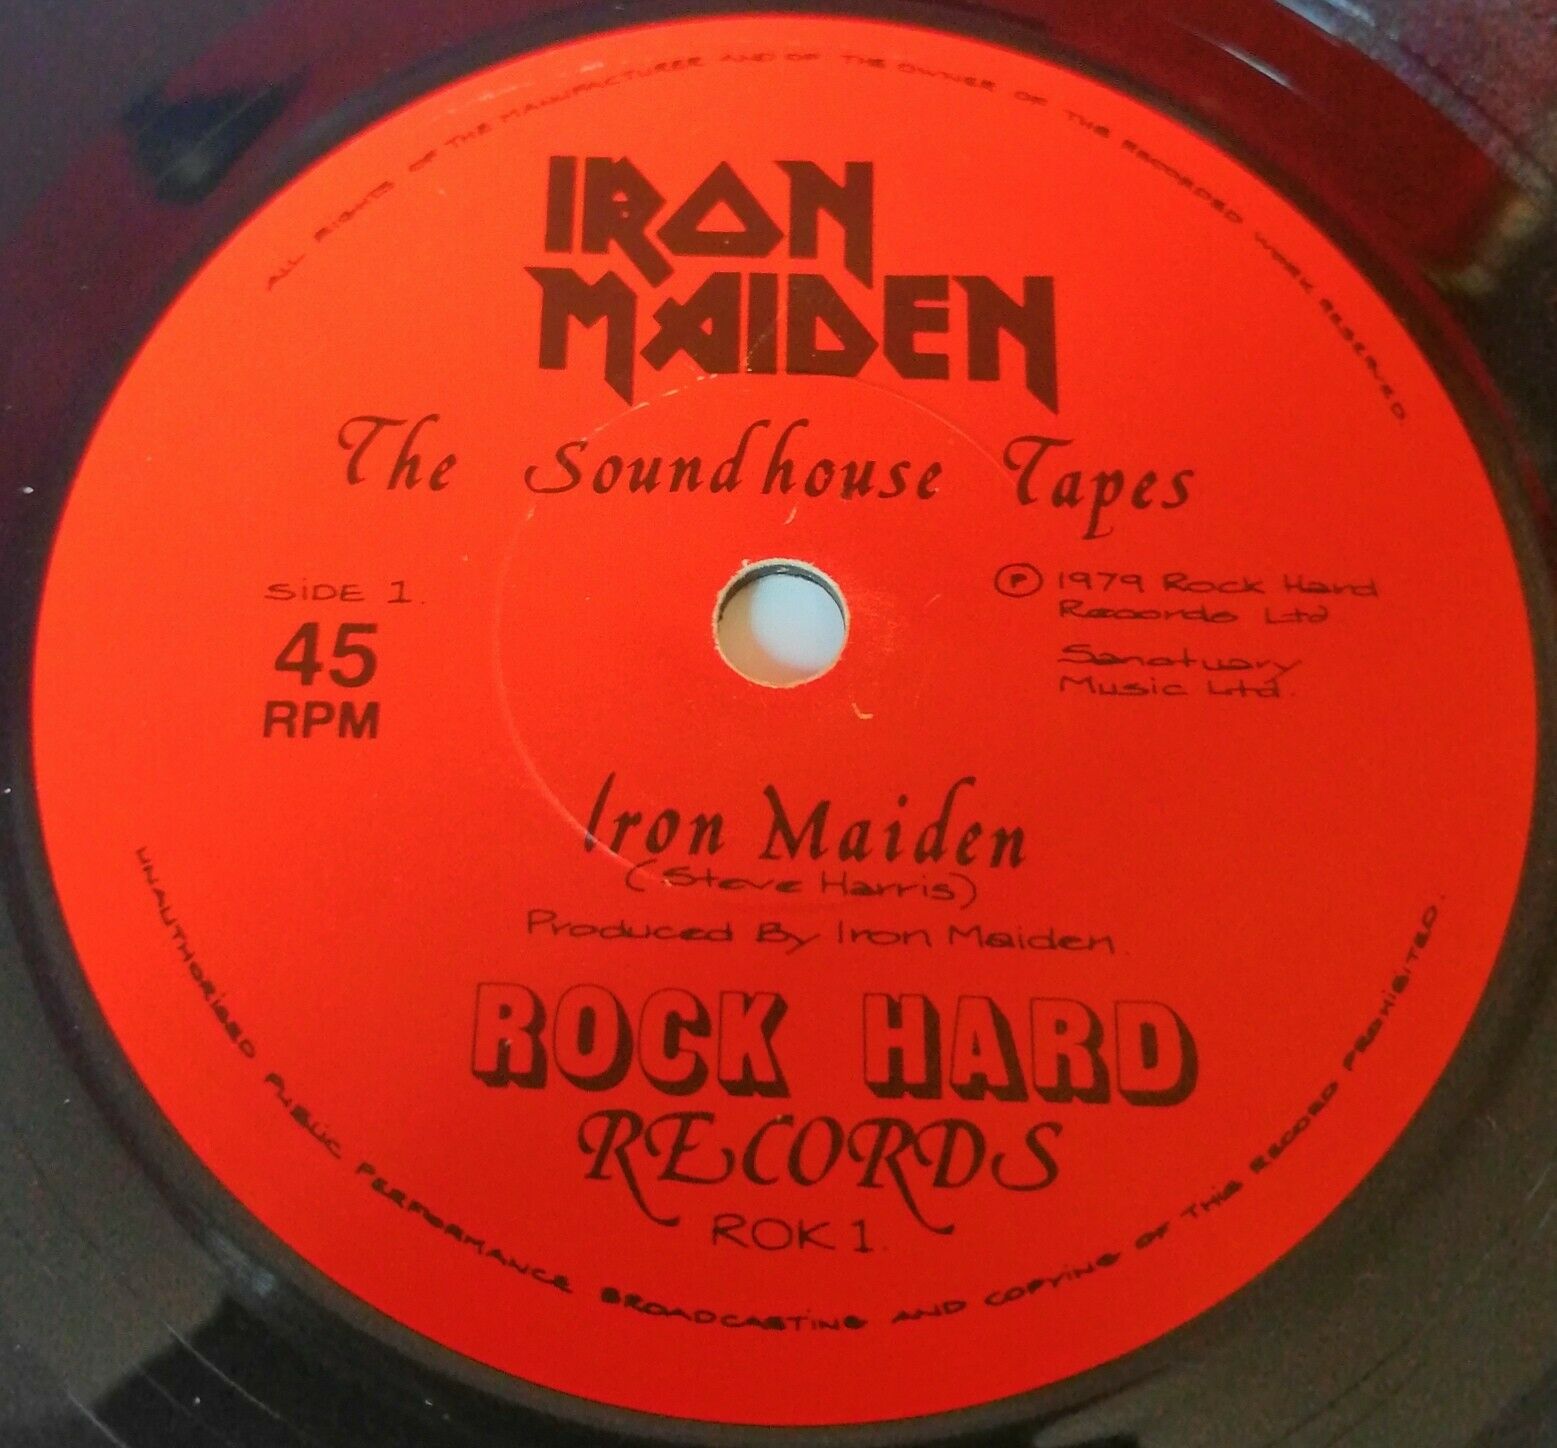 ALL RIGHTS OF THE MANUFACTURER AND OF THE OWNER OF THE RECORDED WORK RESERVED
IRON
MAIDEN
The Soundhouse Tapes
SIDE 1.
45
RPM
Ⓟ 1979 Rock Hard
Records Ltd
Sanctuary
Music Ltd.
Iron Maiden
(Steve Harris)
Produced By Iron Maiden.
ROCK HARD
RECORDS
ROK 1.
UNAUTHORISED PUBLIC PERFORMANCE BROADCASTING AND COPYING OF THIS RECORD PROHIBITED.